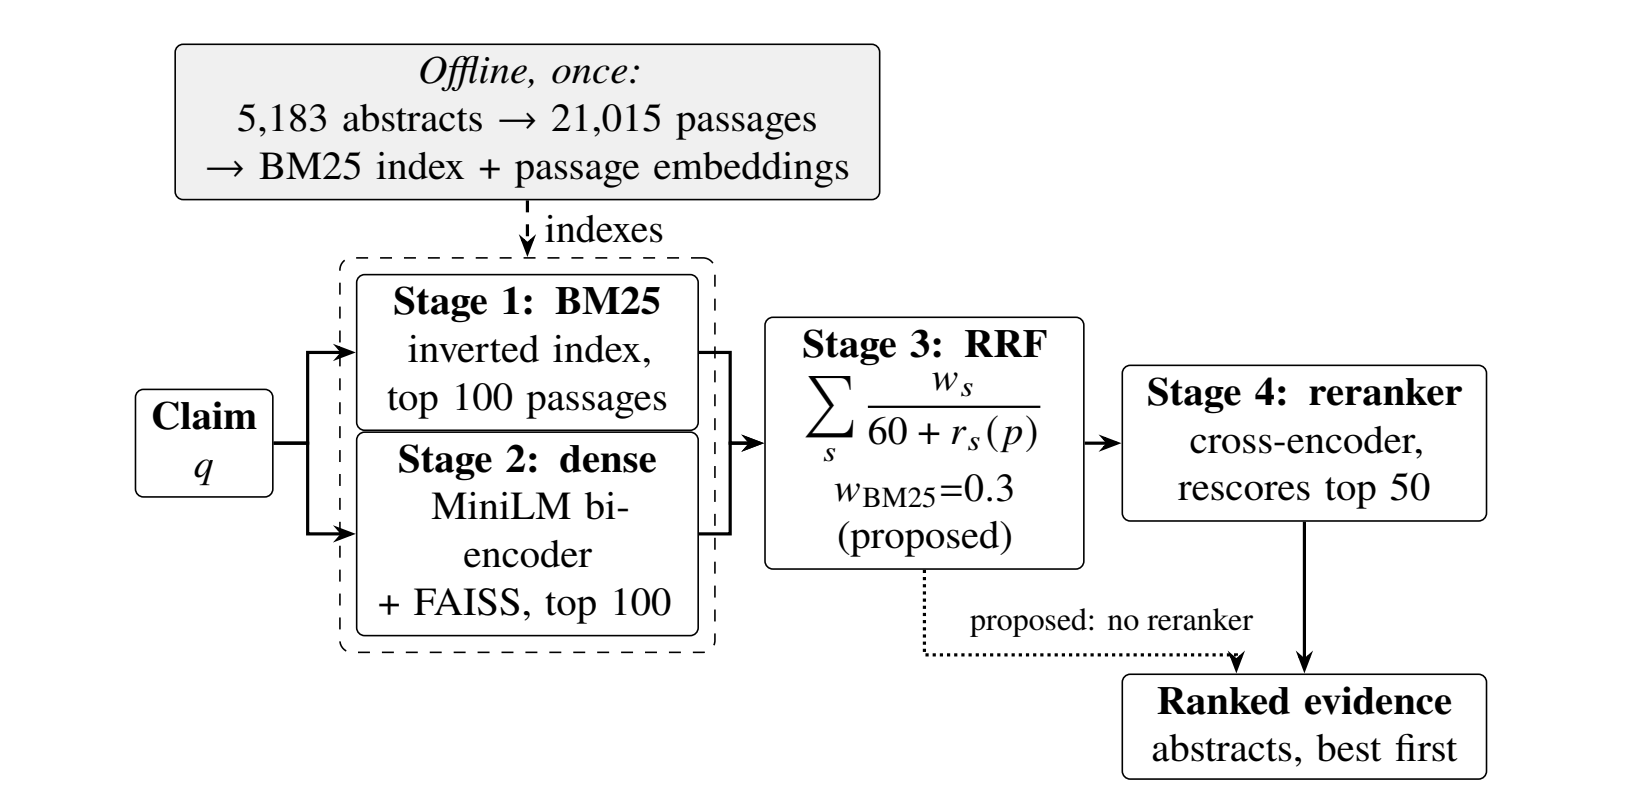 Offline, once:
5,183 abstracts → 21,015 passages
→ BM25 index + passage embeddings
indexes
Claim
q
Stage 1: BM25
inverted index,
top 100 passages
Stage 2: dense
MiniLM bi-
encoder
+ FAISS, top 100
Stage 3: RRF
∑_s w_s / (60 + r_s(p))
w_BM25=0.3
(proposed)
Stage 4: reranker
cross-encoder,
rescores top 50
proposed: no reranker
Ranked evidence
abstracts, best first